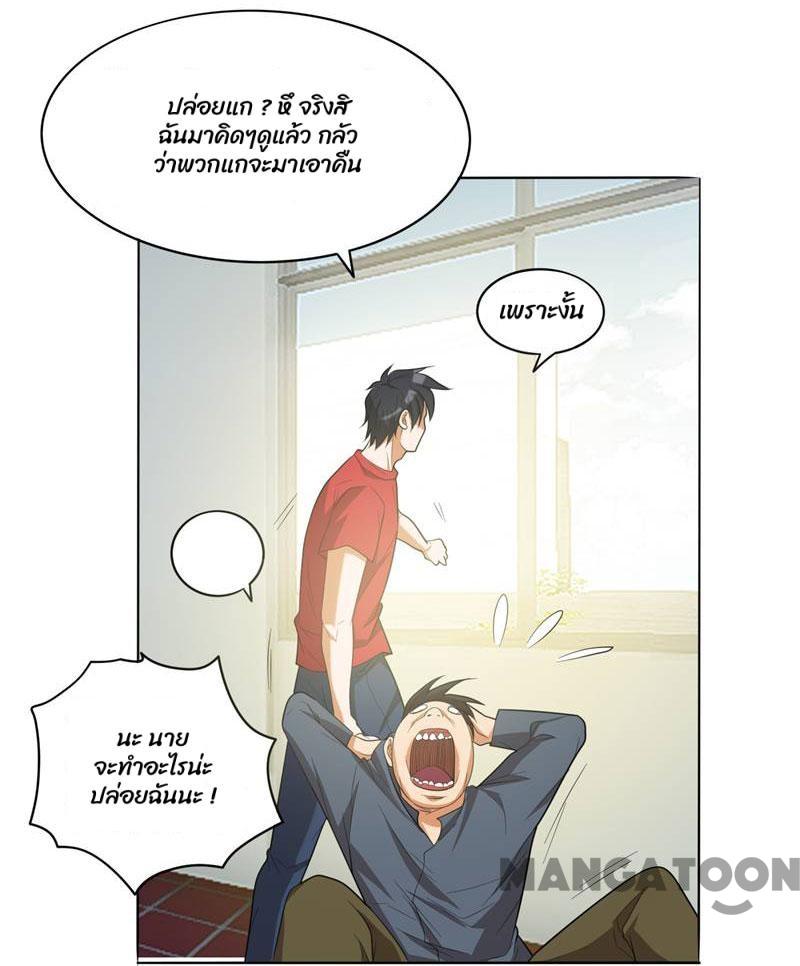 ปล่อยแก ? หึ จริงสิ
ฉันมาคิดๆดูแล้ว กลัว
ว่าพวกแกจะมาเอาคืน
เพราะงั้น
นะ นาย
จะทำอะไรน่ะ
ปล่อยฉันนะ !
MANGATOON